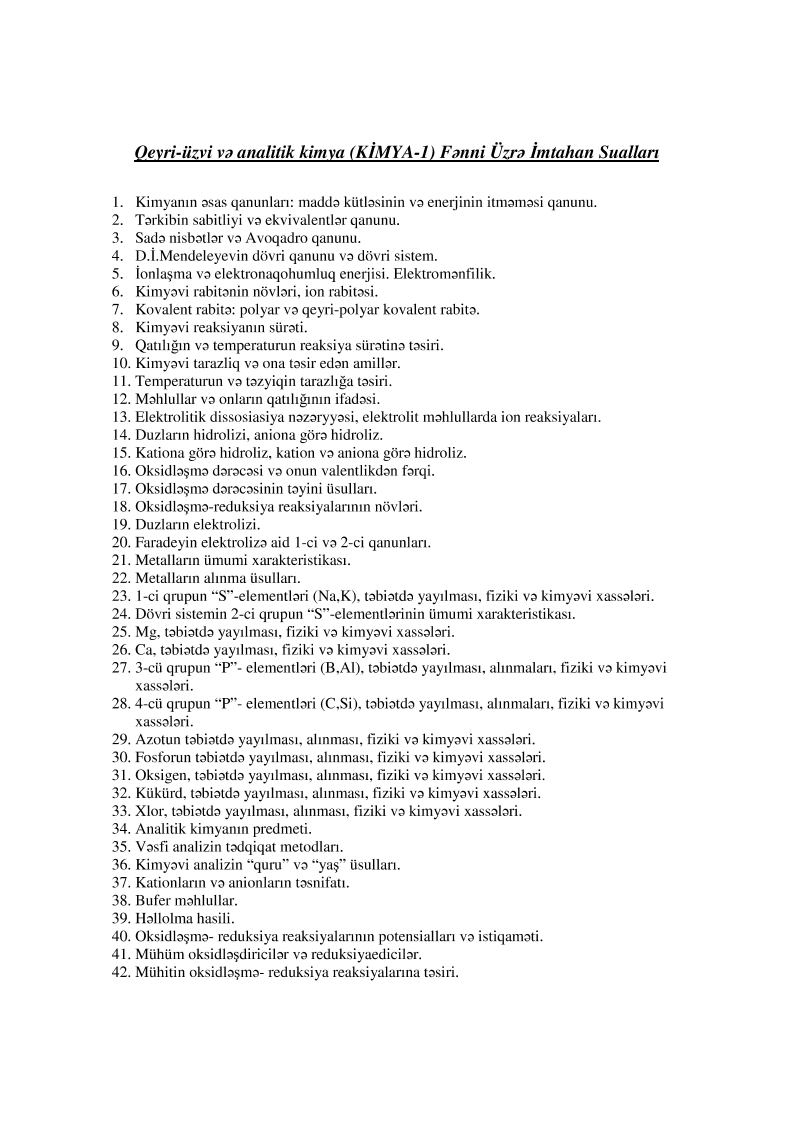 Qeyri-üzvi və analitik kimya (KİMYA-1) Fənni Üzrə İmtahan Sualları
1. Kimyanın əsas qanunları: maddə kütləsinin və enerjinin itməməsi qanunu.
2. Tərkibin sabitliyi və ekvivalentlər qanunu.
3. Sadə nisbətlər və Avoqadro qanunu.
4. D.İ.Mendeleyevin dövri qanunu və dövri sistem.
5. İonlaşma və elektronaqohumluq enerjisi. Elektromənfilik.
6. Kimyəvi rabitənin növləri, ion rabitəsi.
7. Kovalent rabitə: polyar və qeyri-polyar kovalent rabitə.
8. Kimyəvi reaksiyanın sürəti.
9. Qatılığın və temperaturun reaksiya sürətinə təsiri.
10. Kimyəvi tarazliq və ona təsir edən amillər.
11. Temperaturun və təzyiqin tarazlığa təsiri.
12. Məhlullar və onların qatılığının ifadəsi.
13. Elektrolitik dissosiasiya nəzəryyəsi, elektrolit məhlullarda ion reaksiyaları.
14. Duzların hidrolizi, aniona görə hidroliz.
15. Kationa görə hidroliz, kation və aniona görə hidroliz.
16. Oksidləşmə dərəcəsi və onun valentlikdən fərqi.
17. Oksidləşmə dərəcəsinin təyini üsulları.
18. Oksidləşmə-reduksiya reaksiyalarının növləri.
19. Duzların elektrolizi.
20. Faradeyin elektrolizə aid 1-ci və 2-ci qanunları.
21. Metalların ümumi xarakteristikası.
22. Metalların alınma üsulları.
23. 1-ci qrupun “S”-elementləri (Na,K), təbiətdə yayılması, fiziki və kimyəvi xassələri.
24. Dövri sistemin 2-ci qrupun “S”-elementlərinin ümumi xarakteristikası.
25. Mg, təbiətdə yayılması, fiziki və kimyəvi xassələri.
26. Ca, təbiətdə yayılması, fiziki və kimyəvi xassələri.
27. 3-cü qrupun “P”- elementləri (B,Al), təbiətdə yayılması, alınmaları, fiziki və kimyəvi
xassələri.
28. 4-cü qrupun “P”- elementləri (C,Si), təbiətdə yayılması, alınmaları, fiziki və kimyəvi
xassələri.
29. Azotun təbiətdə yayılması, alınması, fiziki və kimyəvi xassələri.
30. Fosforun təbiətdə yayılması, alınması, fiziki və kimyəvi xassələri.
31. Oksigen, təbiətdə yayılması, alınması, fiziki və kimyəvi xassələri.
32. Kükürd, təbiətdə yayılması, alınması, fiziki və kimyəvi xassələri.
33. Xlor, təbiətdə yayılması, alınması, fiziki və kimyəvi xassələri.
34. Analitik kimyanın predmeti.
35. Vəsfi analizin tədqiqat metodları.
36. Kimyəvi analizin “quru” və “yaş” üsulları.
37. Kationların və anionların təsnifatı.
38. Bufer məhlullar.
39. Həllolma hasili.
40. Oksidləşmə- reduksiya reaksiyalarının potensialları və istiqaməti.
41. Mühüm oksidləşdiricilər və reduksiyaedicilər.
42. Mühitin oksidləşmə- reduksiya reaksiyalarına təsiri.